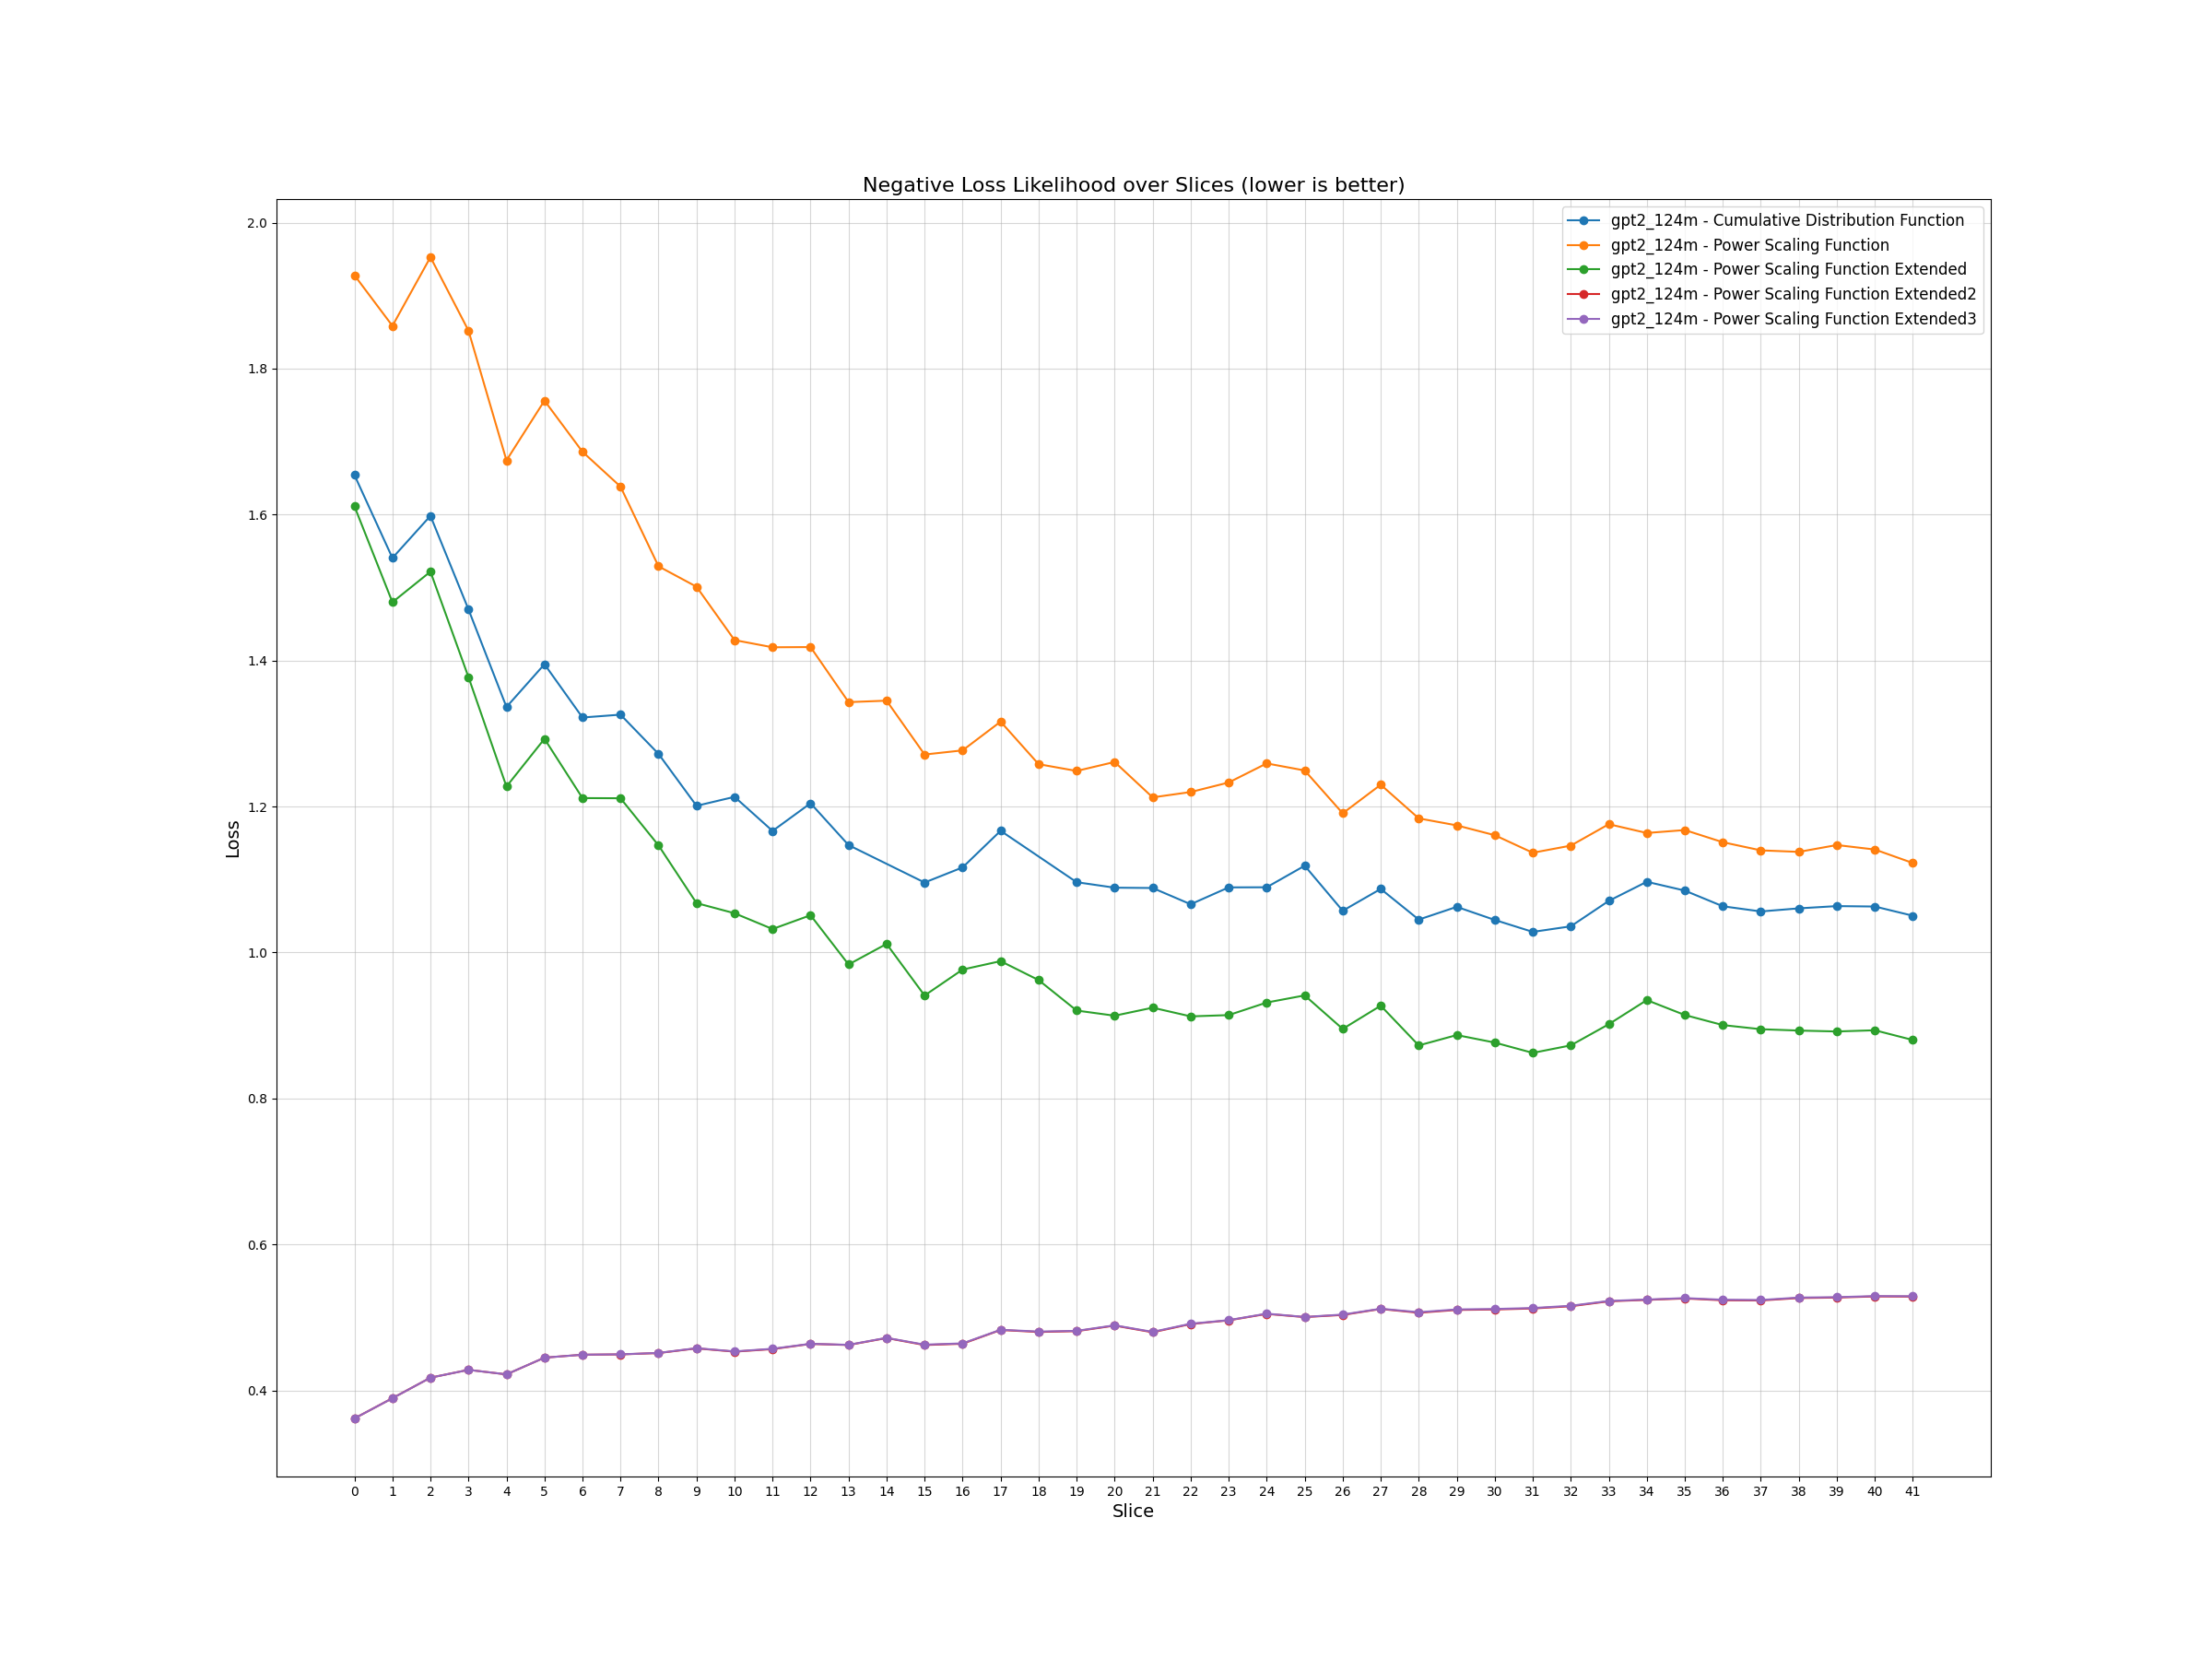 Negative Loss Likelihood over Slices (lower is better)
gpt2_124m - Cumulative Distribution Function
gpt2_124m - Power Scaling Function
gpt2_124m - Power Scaling Function Extended
gpt2_124m - Power Scaling Function Extended2
gpt2_124m - Power Scaling Function Extended3
Loss
2.0
1.8
1.6
1.4
1.2
1.0
0.8
0.6
0.4
0 1 2 3 4 5 6 7 8 9 10 11 12 13 14 15 16 17 18 19 20 21 22 23 24 25 26 27 28 29 30 31 32 33 34 35 36 37 38 39 40 41
Slice